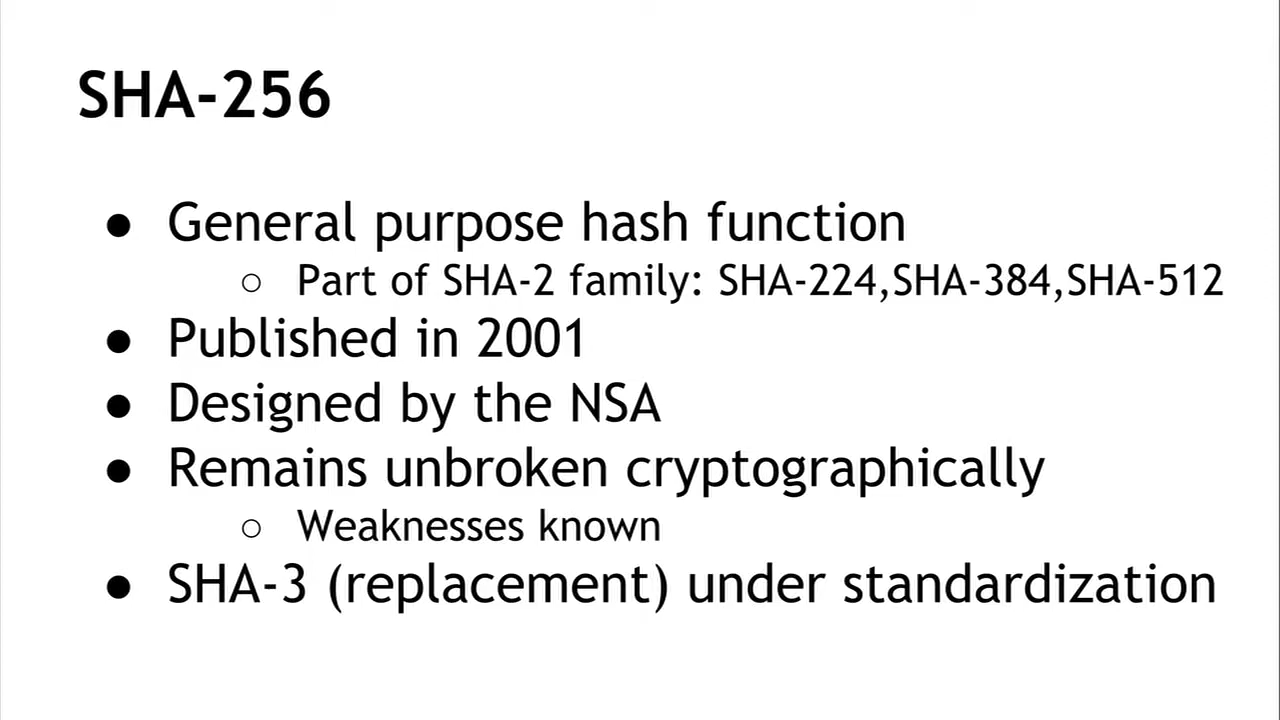 SHA-256
● General purpose hash function
○ Part of SHA-2 family: SHA-224,SHA-384,SHA-512
● Published in 2001
● Designed by the NSA
● Remains unbroken cryptographically
○ Weaknesses known
● SHA-3 (replacement) under standardization